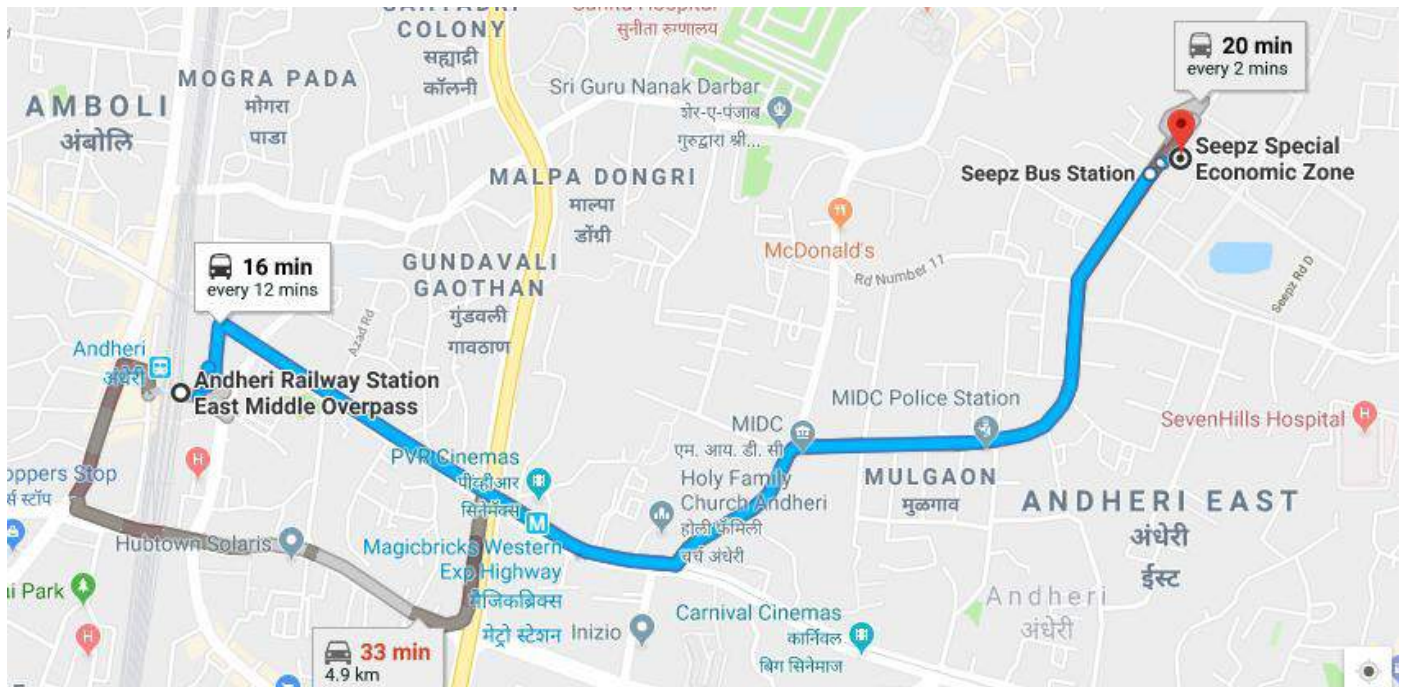 COLONY
सह्याद्री
कॉलनी
सुनीता रुग्णालय
20 min
every 2 mins
MOGRA PADA
मोगरा
पाडा
AMBOLI
अंबोलि
Sri Guru Nanak Darbar
शेर-ए-पंजाब
गुरुद्वारा श्री...
Seepz Special
Economic Zone
Seepz Bus Station
MALPA DONGRI
माल्पा
डोंग्री
McDonald's
Rd Number 11
Seepz Rd D
16 min
every 12 mins
GUNDAVALI
GAOTHAN
गुंडवली
गावठाण
Azad Rd
Andheri
अंधेरी
Andheri Railway Station
East Middle Overpass
MIDC Police Station
MIDC
एम. आय. डी. सी
SevenHills Hospital
H
H
PVR Cinemas
पीव्हीआर
सिनेमॅक्स
M
oppers Stop
र्स स्टॉप
Holy Family
Church Andheri
होली फॅमिली
चर्च अंधेरी
MULGAON
मुळगाव
ANDHERI EAST
अंधेरी
ईस्ट
Hubtown Solaris
Magicbricks Western
Exp Highway
मॅजिकब्रिक्स
मेट्रो स्टेशन
Inizio
Andheri
अंधेरी
Carnival Cinemas
कार्निवल
बिग सिनेमाज
i Park
H
33 min
4.9 km